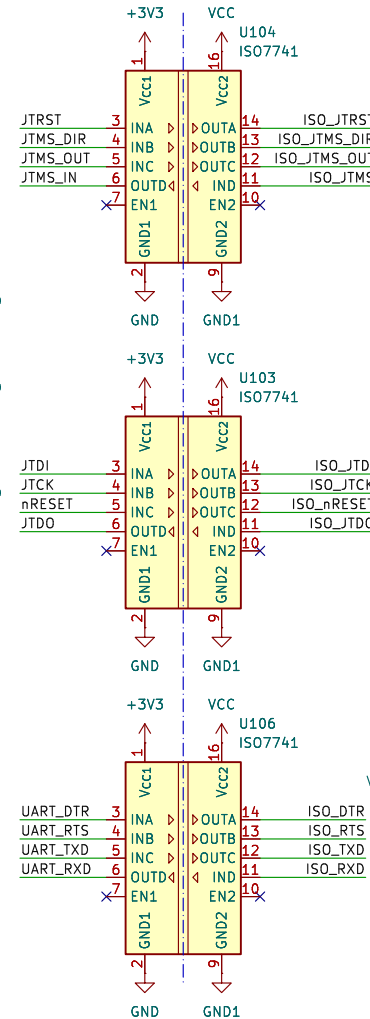 +3V3 VCC
U104
ISO7741
1 16
VCC1 VCC2
JTRST 3 INA OUTA 14 ISO_JTRST
JTMS_DIR 4 INB OUTB 13 ISO_JTMS_DIR
JTMS_OUT 5 INC OUTC 12 ISO_JTMS_OUT
JTMS_IN 6 OUTD IND 11 ISO_JTMS
7 EN1 EN2 10
GND1 GND2
2 9
GND GND1
+3V3 VCC
U103
ISO7741
1 16
VCC1 VCC2
JTDI 3 INA OUTA 14 ISO_JTD
JTCK 4 INB OUTB 13 ISO_JTCK
nRESET 5 INC OUTC 12 ISO_nRESET
JTDO 6 OUTD IND 11 ISO_JTDO
7 EN1 EN2 10
GND1 GND2
2 9
GND GND1
+3V3 VCC
U106
ISO7741
1 16
VCC1 VCC2
UART_DTR 3 INA OUTA 14 ISO_DTR
UART_RTS 4 INB OUTB 13 ISO_RTS
UART_TXD 5 INC OUTC 12 ISO_TXD
UART_RXD 6 OUTD IND 11 ISO_RXD
7 EN1 EN2 10
GND1 GND2
2 9
GND GND1